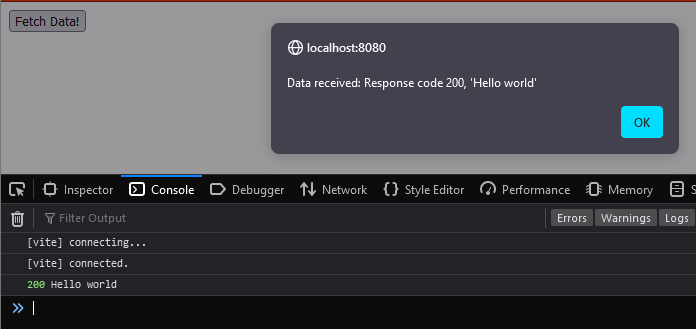 Fetch Data!
localhost:8080
Data received: Response code 200, 'Hello world'
OK
Inspector Console Debugger Network Style Editor Performance Memory
Filter Output Errors Warnings Logs
[vite] connecting...
[vite] connected.
200 Hello world